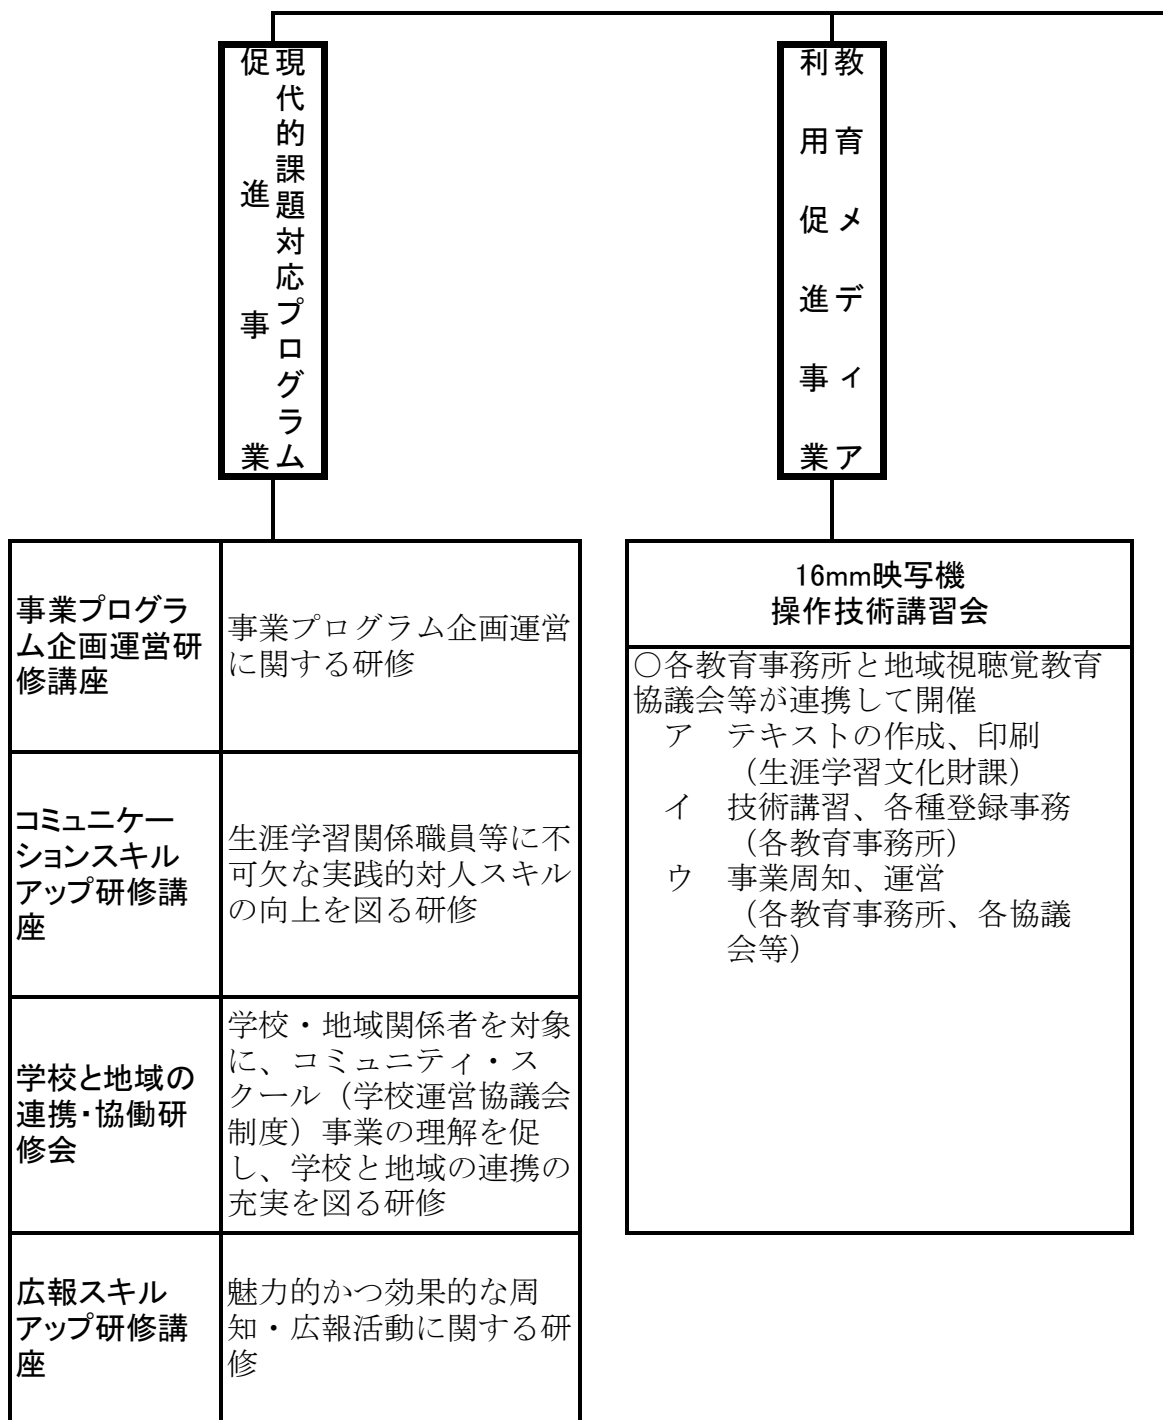 現代的課題対応プログラム
促進事業
教育メディア
利用促進事業
事業プログラ
ム企画運営研
修講座
事業プログラム企画運営
に関する研修
コミュニケー
ションスキル
アップ研修講
座
生涯学習関係職員等に不
可欠な実践的対人スキル
の向上を図る研修
学校と地域の
連携・協働研
修会
学校・地域関係者を対象
に、コミュニティ・ス
クール（学校運営協議会
制度）事業の理解を促
し、学校と地域の連携の
充実を図る研修
広報スキル
アップ研修講
座
魅力的かつ効果的な周
知・広報活動に関する研
修
16mm映写機
操作技術講習会
○各教育事務所と地域視聴覚教育
協議会等が連携して開催
ア　テキストの作成、印刷
（生涯学習文化財課）
イ　技術講習、各種登録事務
（各教育事務所）
ウ　事業周知、運営
（各教育事務所、各協議
会等）